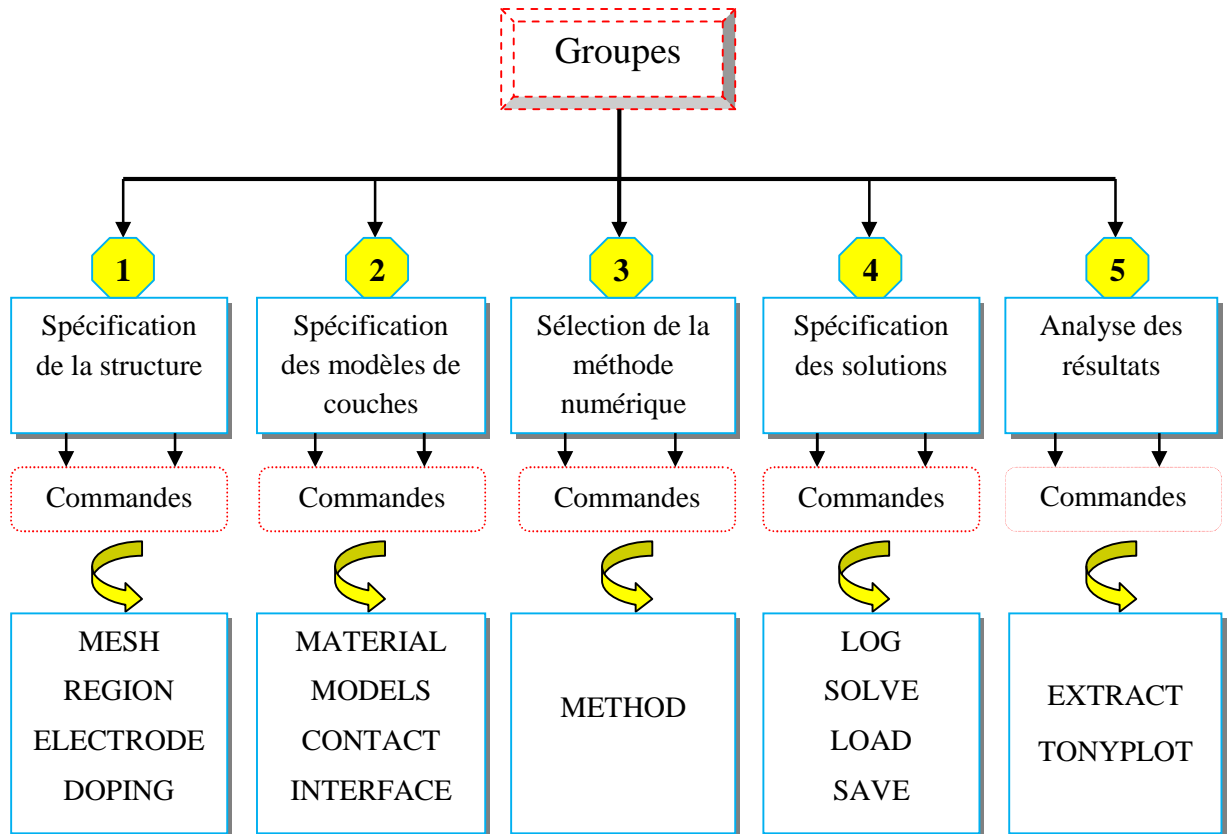 Groupes
1
Spécification
de la structure
Commandes
MESH
REGION
ELECTRODE
DOPING
2
Spécification
des modèles de
couches
Commandes
MATERIAL
MODELS
CONTACT
INTERFACE
3
Sélection de la
méthode
numérique
Commandes
METHOD
4
Spécification
des solutions
Commandes
LOG
SOLVE
LOAD
SAVE
5
Analyse des
résultats
Commandes
EXTRACT
TONYPLOT